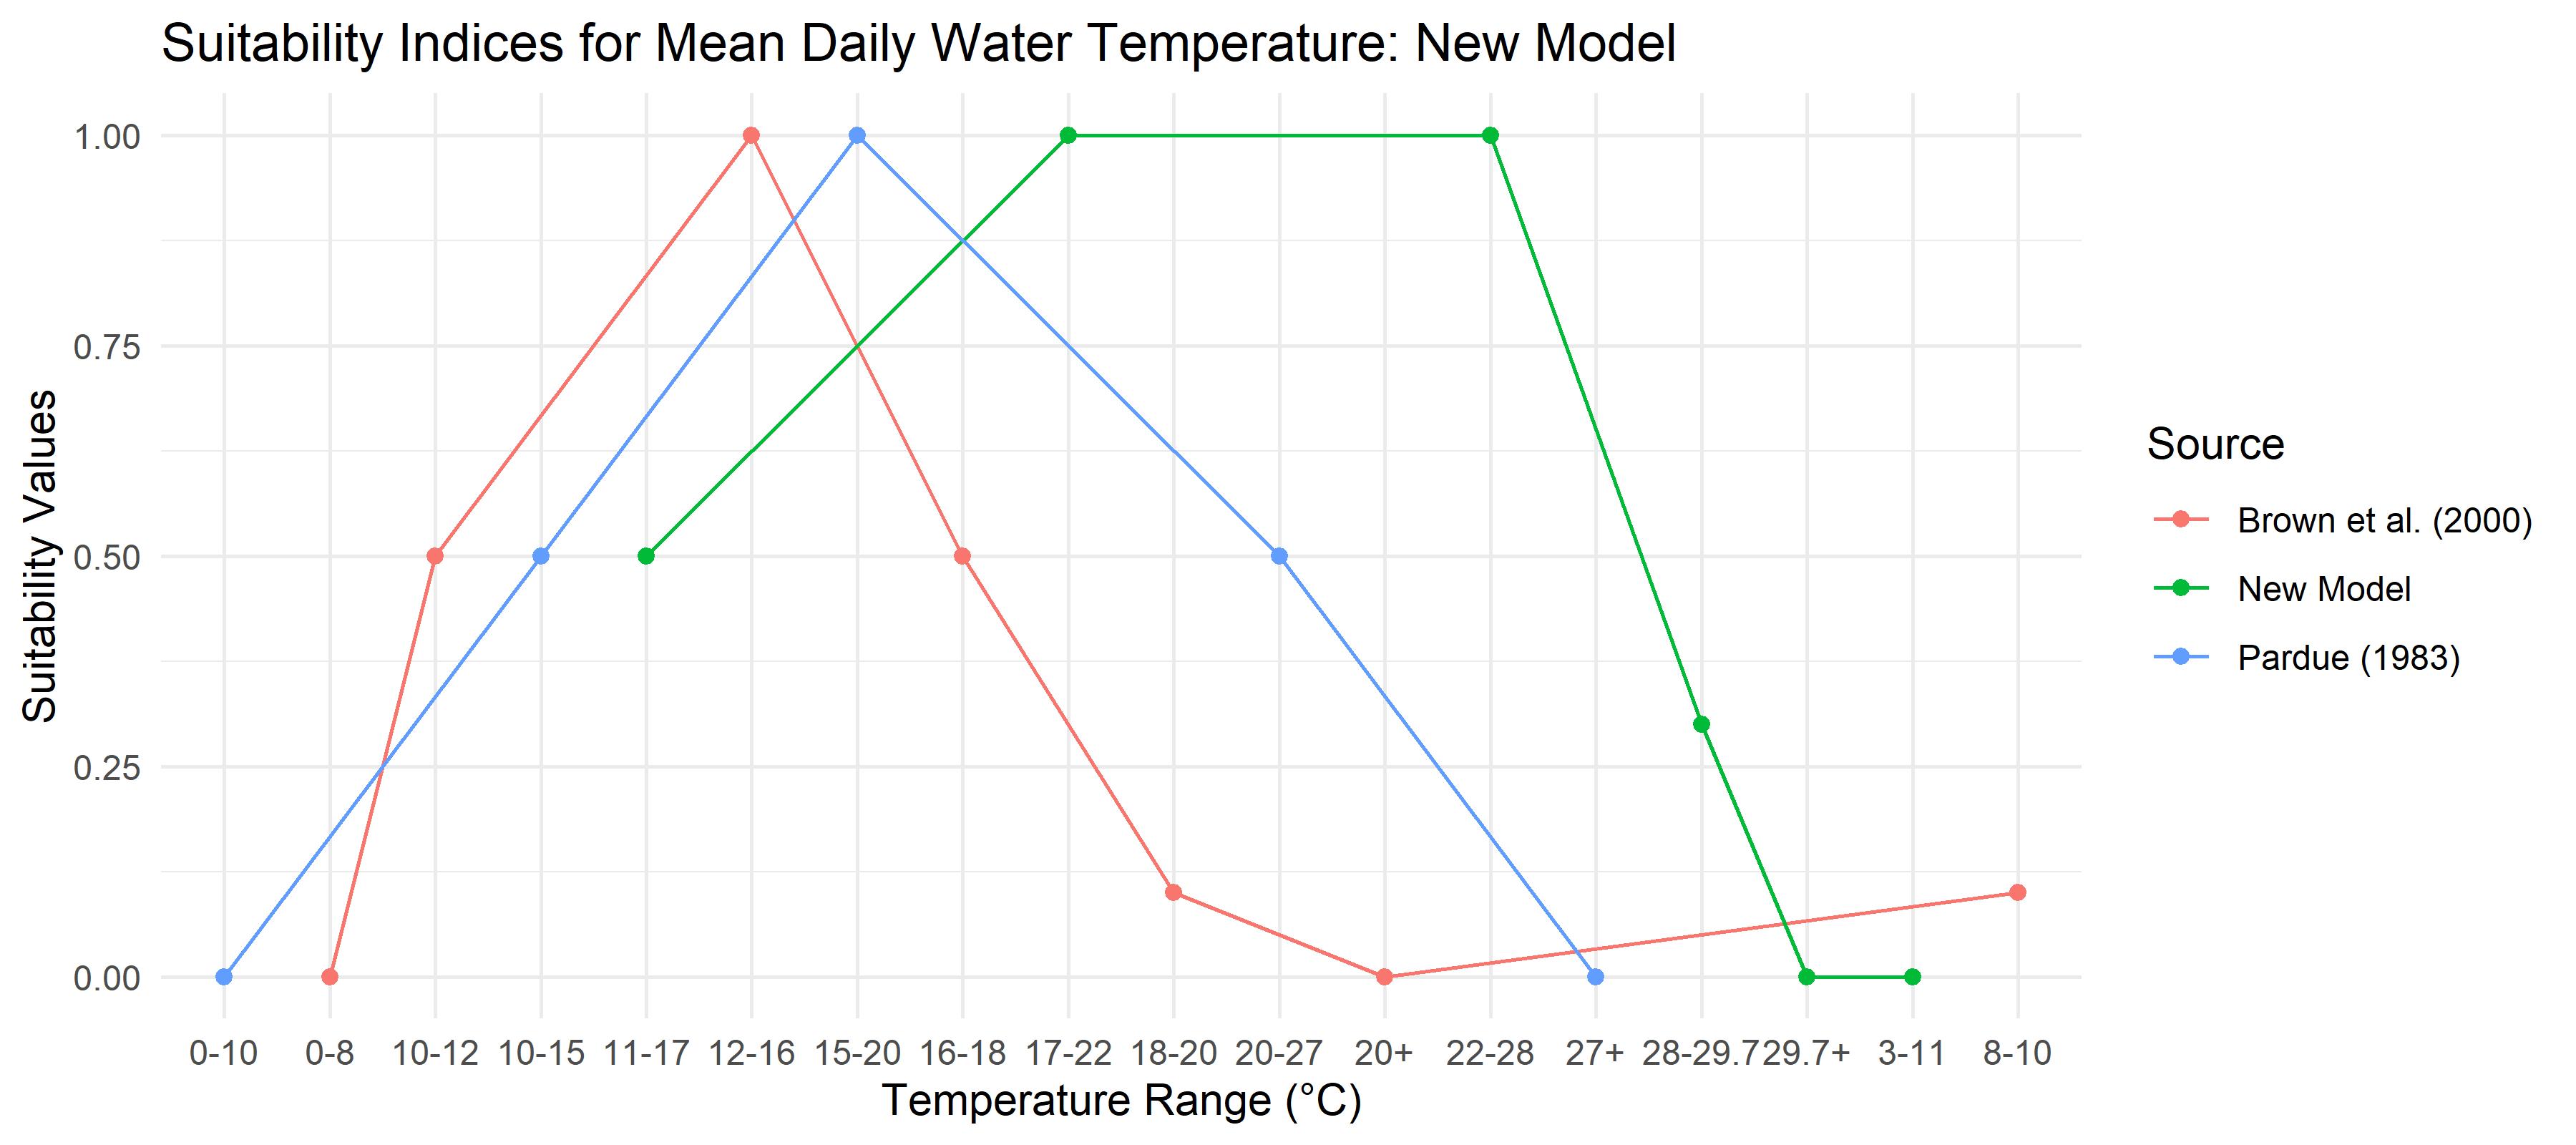 Suitability Indices for Mean Daily Water Temperature: New Model
Suitability Values
1.00
0.75
0.50
0.25
0.00
0-10 0-8 10-12 10-15 11-17 12-16 15-20 16-18 17-22 18-20 20-27 20+ 22-28 27+ 28-29.7 29.7+ 3-11 8-10
Temperature Range (°C)
Source
Brown et al. (2000)
New Model
Pardue (1983)